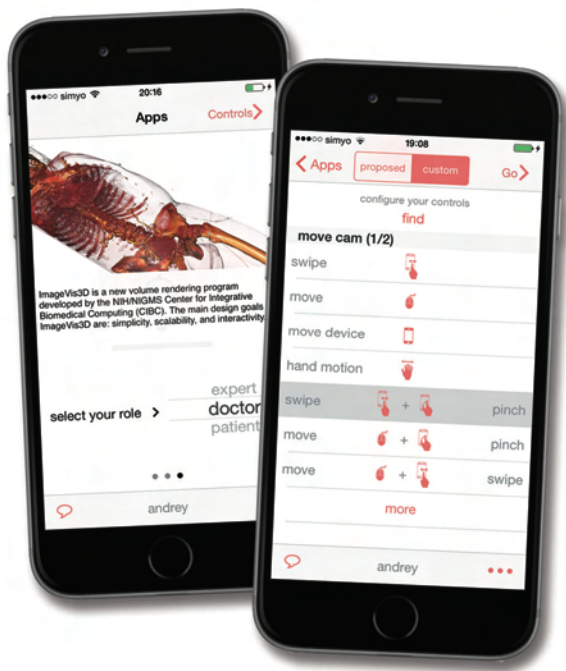 simyo 20:16
Apps Controls
ImageVis3D is a new volume rendering program
developed by the NIH/NIGMS Center for Integrative
Biomedical Computing (CIBC). The main design goals
ImageVis3D are: simplicity, scalability, and interactivity
expert
select your role > doctor
patient
andrey
simyo 19:08
Apps proposed custom Go
configure your controls
find
move cam (1/2)
swipe
move
move device
hand motion
swipe + pinch
move + pinch
move + swipe
more
andrey